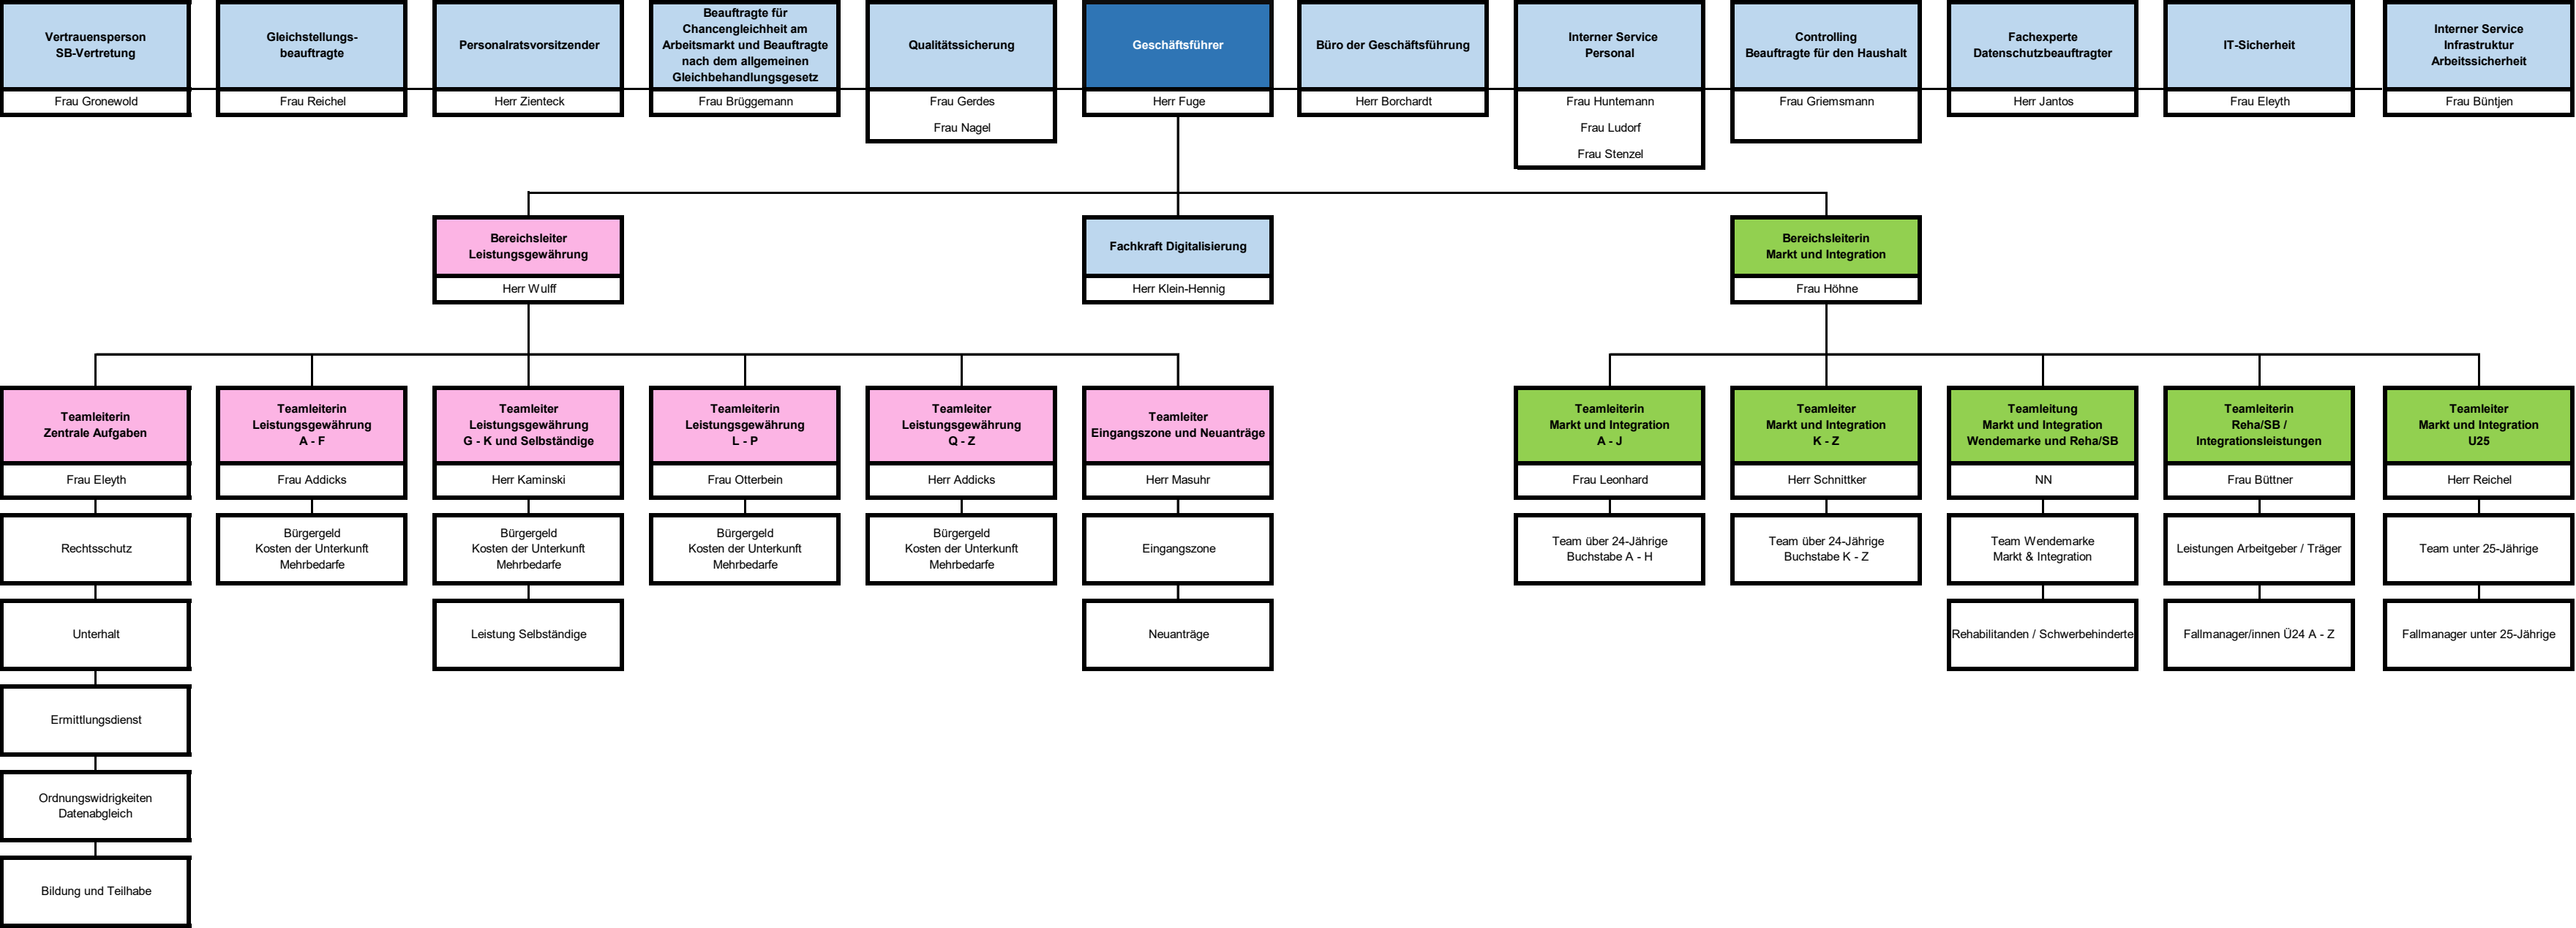 Vertrauensperson
SB-Vertretung
Frau Gronewold
Gleichstellungs-
beauftragte
Frau Reichel
Personalratsvorsitzender
Herr Zienteck
Beauftragte für
Chancengleichheit am
Arbeitsmarkt und Beauftragte
nach dem allgemeinen
Gleichbehandlungsgesetz
Frau Brüggemann
Qualitätssicherung
Frau Gerdes
Frau Nagel
Geschäftsführer
Herr Fuge
Büro der Geschäftsführung
Herr Borchardt
Interner Service
Personal
Frau Huntemann
Frau Ludorf
Frau Stenzel
Controlling
Beauftragte für den Haushalt
Frau Griemsmann
Fachexperte
Datenschutzbeauftragter
Herr Jantos
IT-Sicherheit
Frau Eleyth
Interner Service
Infrastruktur
Arbeitssicherheit
Frau Büntjen
Bereichsleiter
Leistungsgewährung
Herr Wulff
Fachkraft Digitalisierung
Herr Klein-Hennig
Bereichsleiterin
Markt und Integration
Frau Höhne
Teamleiterin
Zentrale Aufgaben
Frau Eleyth
Rechtsschutz
Unterhalt
Ermittlungsdienst
Ordnungswidrigkeiten
Datenabgleich
Bildung und Teilhabe
Teamleiterin
Leistungsgewährung
A - F
Frau Addicks
Bürgergeld
Kosten der Unterkunft
Mehrbedarfe
Teamleiter
Leistungsgewährung
G - K und Selbständige
Herr Kaminski
Bürgergeld
Kosten der Unterkunft
Mehrbedarfe
Leistung Selbständige
Teamleiterin
Leistungsgewährung
L - P
Frau Otterbein
Bürgergeld
Kosten der Unterkunft
Mehrbedarfe
Teamleiter
Leistungsgewährung
Q - Z
Herr Addicks
Bürgergeld
Kosten der Unterkunft
Mehrbedarfe
Teamleiter
Eingangszone und Neuanträge
Herr Masuhr
Eingangszone
Neuanträge
Teamleiterin
Markt und Integration
A - J
Frau Leonhard
Team über 24-Jährige
Buchstabe A - H
Teamleiter
Markt und Integration
K - Z
Herr Schnittker
Team über 24-Jährige
Buchstabe K - Z
Teamleitung
Markt und Integration
Wendemarke und Reha/SB
NN
Team Wendemarke
Markt & Integration
Rehabilitanden / Schwerbehinderte
Teamleiterin
Reha/SB /
Integrationsleistungen
Frau Büttner
Leistungen Arbeitgeber / Träger
Fallmanager/innen Ü24 A - Z
Teamleiter
Markt und Integration
U25
Herr Reichel
Team unter 25-Jährige
Fallmanager unter 25-Jährige